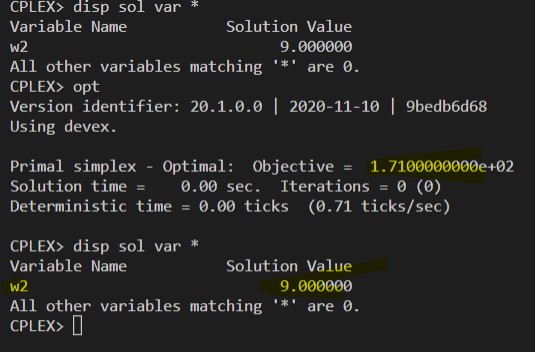 CPLEX> disp sol var *
Variable Name Solution Value
w2 9.000000
All other variables matching '*' are 0.
CPLEX> opt
Version identifier: 20.1.0.0 | 2020-11-10 | 9bedb6d68
Using devex.
Primal simplex - Optimal: Objective = 1.7100000000e+02
Solution time = 0.00 sec. Iterations = 0 (0)
Deterministic time = 0.00 ticks (0.71 ticks/sec)
CPLEX> disp sol var *
Variable Name Solution Value
w2 9.000000
All other variables matching '*' are 0.
CPLEX>